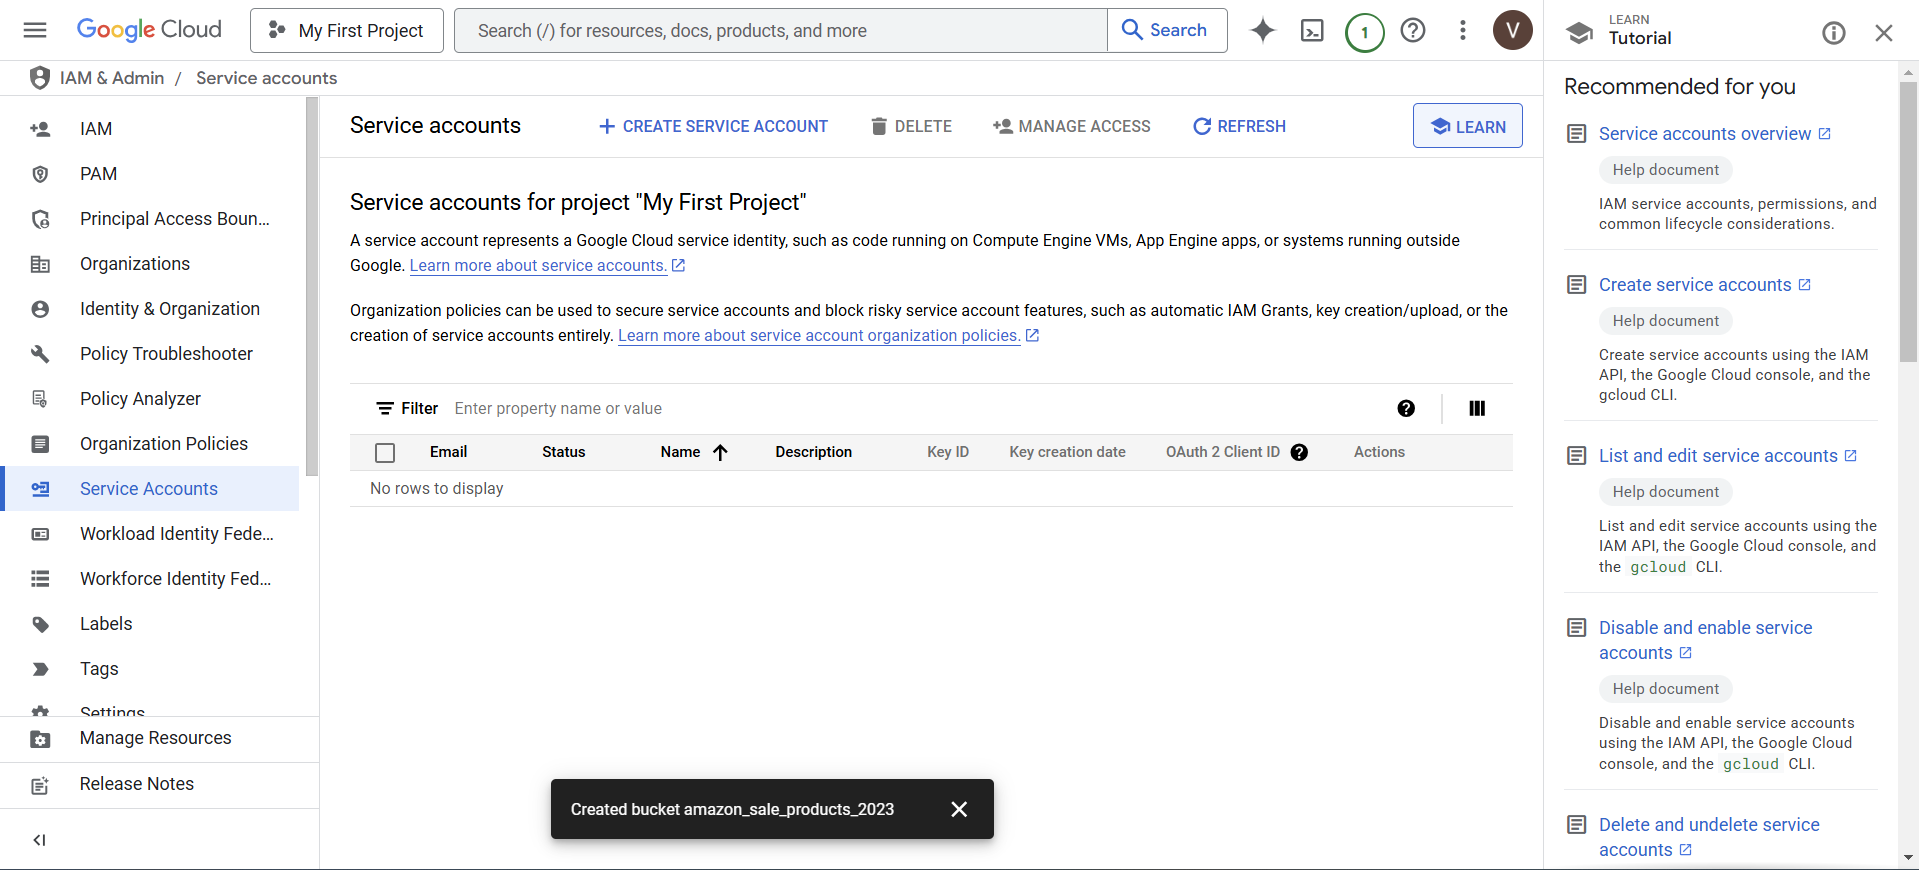 Google Cloud
My First Project
Search (/) for resources, docs, products, and more
Search
1
V
LEARN
Tutorial
IAM & Admin / Service accounts
IAM
PAM
Principal Access Boun...
Organizations
Identity & Organization
Policy Troubleshooter
Policy Analyzer
Organization Policies
Service Accounts
Workload Identity Fede...
Workforce Identity Fed...
Labels
Tags
Settings
Manage Resources
Release Notes
Service accounts
CREATE SERVICE ACCOUNT
DELETE
MANAGE ACCESS
REFRESH
LEARN
Service accounts for project "My First Project"
A service account represents a Google Cloud service identity, such as code running on Compute Engine VMs, App Engine apps, or systems running outside
Google. Learn more about service accounts.
Organization policies can be used to secure service accounts and block risky service account features, such as automatic IAM Grants, key creation/upload, or the
creation of service accounts entirely. Learn more about service account organization policies.
Filter Enter property name or value
Email Status Name Description Key ID Key creation date OAuth 2 Client ID Actions
No rows to display
Created bucket amazon_sale_products_2023
Recommended for you
Service accounts overview
Help document
IAM service accounts, permissions, and
common lifecycle considerations.
Create service accounts
Help document
Create service accounts using the IAM
API, the Google Cloud console, and the
gcloud CLI.
List and edit service accounts
Help document
List and edit service accounts using the
IAM API, the Google Cloud console, and
the gcloud CLI.
Disable and enable service
accounts
Help document
Disable and enable service accounts
using the IAM API, the Google Cloud
console, and the gcloud CLI.
Delete and undelete service
accounts